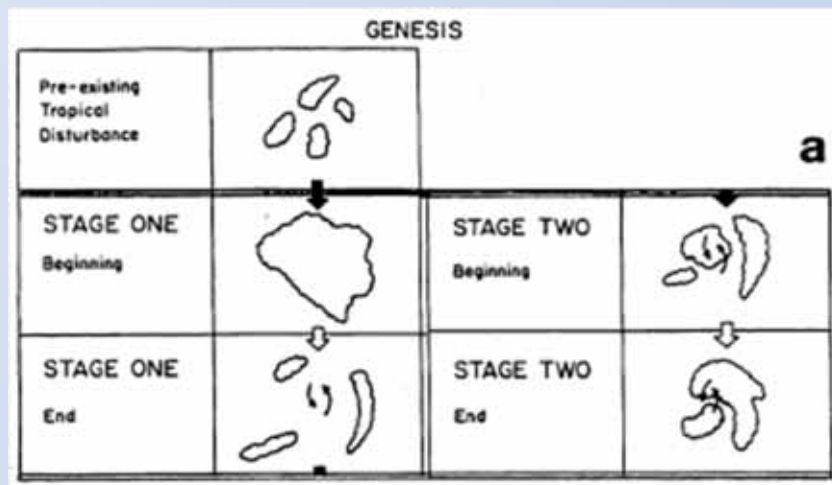 GENESIS
Pre-existing
Tropical
Disturbance
a
STAGE ONE
Beginning
STAGE TWO
Beginning
STAGE ONE
End
STAGE TWO
End